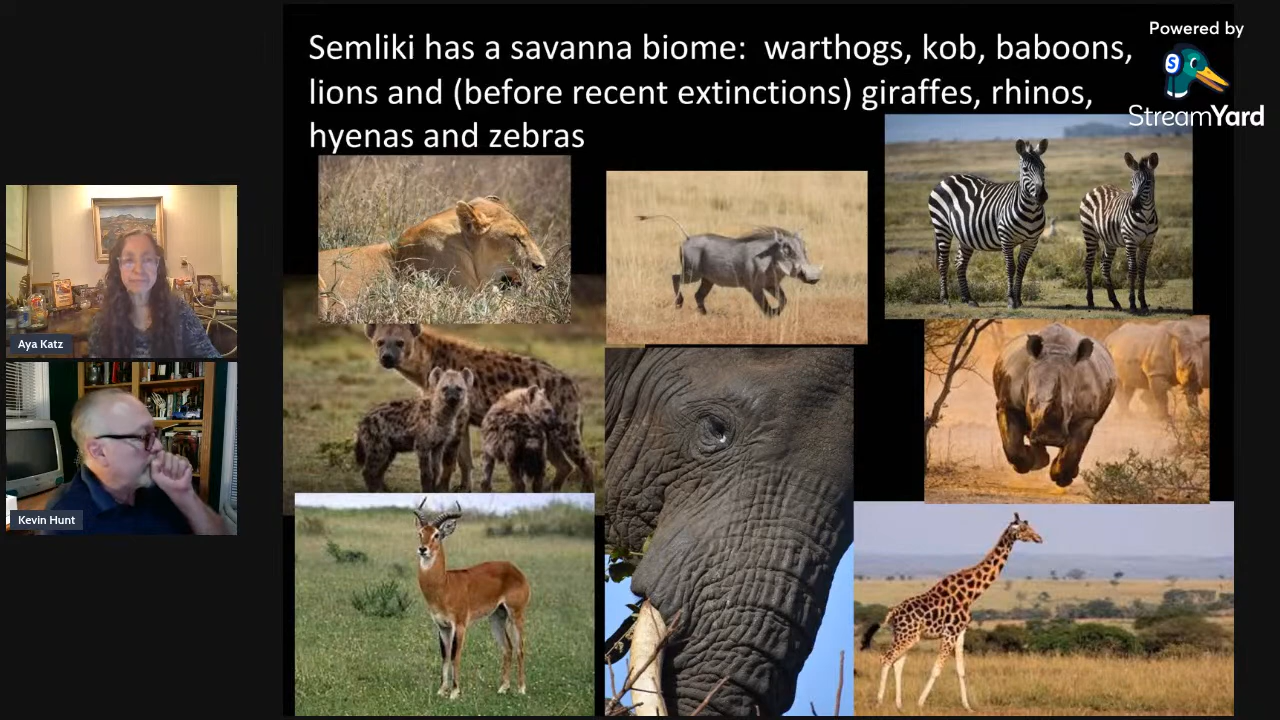 Semliki has a savanna biome:  warthogs, kob, baboons,
lions and (before recent extinctions) giraffes, rhinos,
hyenas and zebras
Powered by
S
StreamYard
Aya Katz
Kevin Hunt